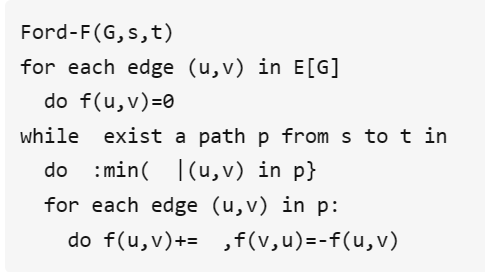 Ford-F(G,s,t)
for each edge (u,v) in E[G]
do f(u,v)=0
while exist a path p from s to t in
do :min( |(u,v) in p}
for each edge (u,v) in p:
do f(u,v)+= ,f(v,u)=-f(u,v)